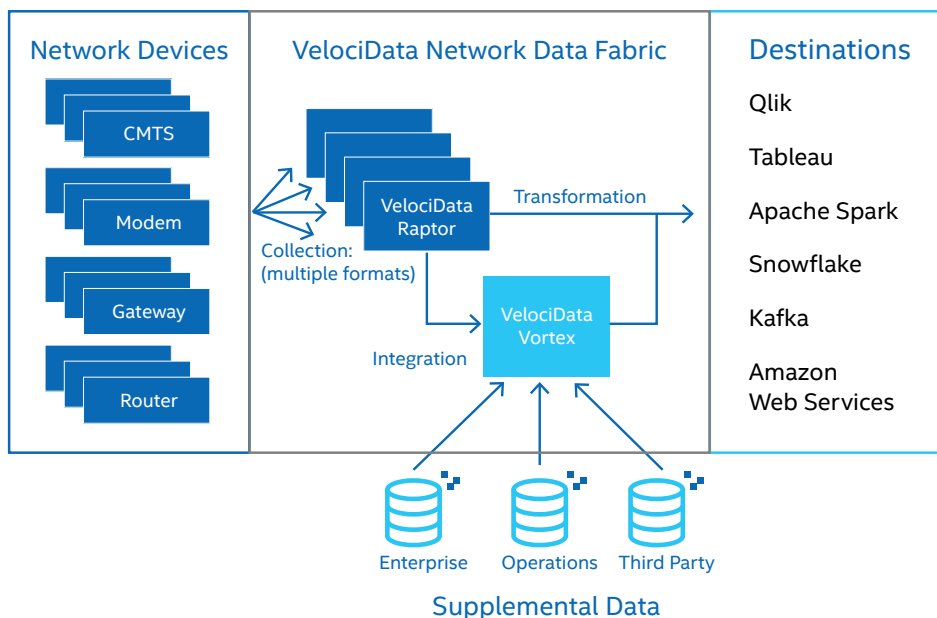 Network Devices
CMTS
Modem
Gateway
Router
VelociData Network Data Fabric
VelociData
Raptor
Transformation
Collection:
(multiple formats)
VelociData
Vortex
Integration
Destinations
Qlik
Tableau
Apache Spark
Snowflake
Kafka
Amazon
Web Services
Enterprise
Operations
Third Party
Supplemental Data